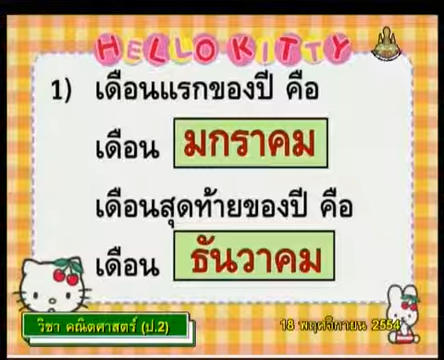 HELLO KITTY
1) เดือนแรกของปี คือ
เดือน มกราคม
เดือนสุดท้ายของปี คือ
เดือน ธันวาคม
วิชา คณิตศาสตร์ (ป.2)
18 พฤศจิกายน 2554